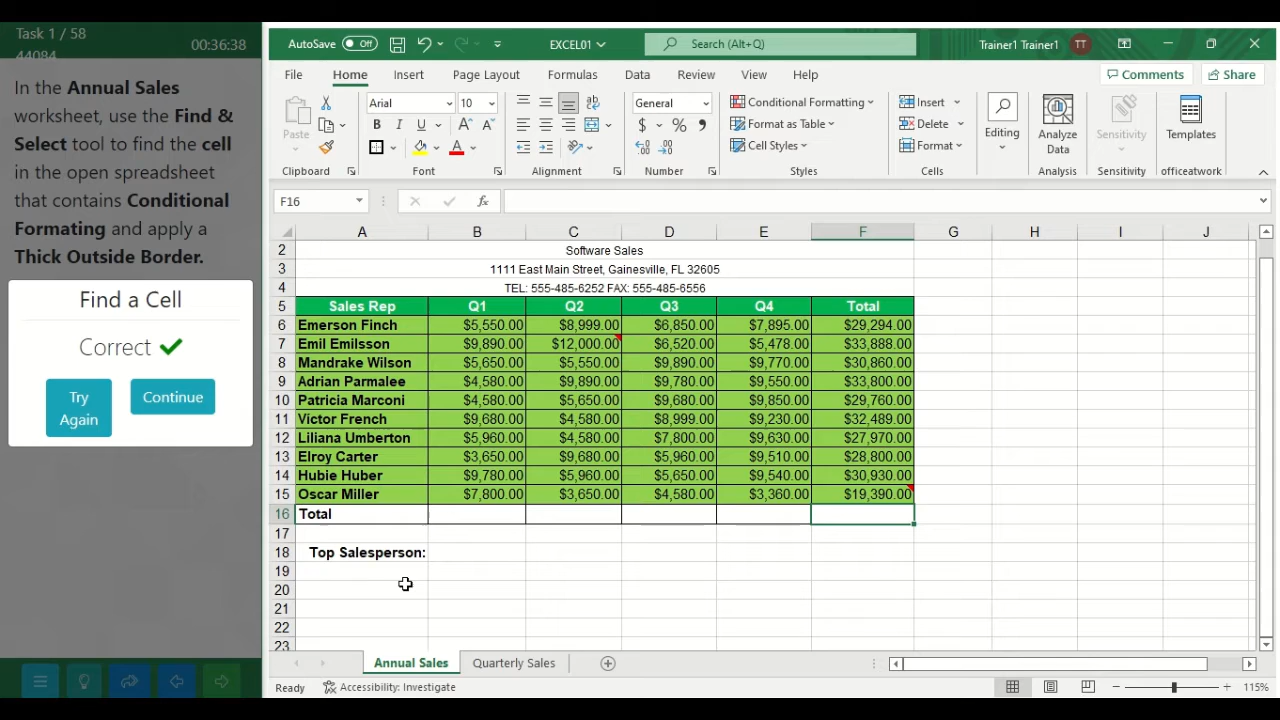 Task 1 / 58
00:36:38
44084
In the Annual Sales
worksheet, use the Find &
Select tool to find the cell
in the open spreadsheet
that contains Conditional
Formating and apply a
Thick Outside Border.
Find a Cell
Correct
Try
Again
Continue
AutoSave Off
EXCEL01
Search (Alt+Q)
Trainer1 Trainer1 TT
File Home Insert Page Layout Formulas Data Review View Help
Comments Share
Paste
Clipboard
Arial 10
B I U A A
A
Font
Alignment
General
$ % ,
Number
Conditional Formatting
Format as Table
Cell Styles
Styles
Insert
Delete
Format
Cells
Editing
Analyze
Data
Analysis
Sensitivity
Sensitivity
Templates
officeatwork
F16 fx
A B C D E F G H I J
2 Software Sales
3 1111 East Main Street, Gainesville, FL 32605
4 TEL: 555-485-6252 FAX: 555-485-6556
5 Sales Rep Q1 Q2 Q3 Q4 Total
6 Emerson Finch $5,550.00 $8,999.00 $6,850.00 $7,895.00 $29,294.00
7 Emil Emilsson $9,890.00 $12,000.00 $6,520.00 $5,478.00 $33,888.00
8 Mandrake Wilson $5,650.00 $5,550.00 $9,890.00 $9,770.00 $30,860.00
9 Adrian Parmalee $4,580.00 $9,890.00 $9,780.00 $9,550.00 $33,800.00
10 Patricia Marconi $4,580.00 $5,650.00 $9,680.00 $9,850.00 $29,760.00
11 Victor French $9,680.00 $4,580.00 $8,999.00 $9,230.00 $32,489.00
12 Liliana Umberton $5,960.00 $4,580.00 $7,800.00 $9,630.00 $27,970.00
13 Elroy Carter $3,650.00 $9,680.00 $5,960.00 $9,510.00 $28,800.00
14 Hubie Huber $9,780.00 $5,960.00 $5,650.00 $9,540.00 $30,930.00
15 Oscar Miller $7,800.00 $3,650.00 $4,580.00 $3,360.00 $19,390.00
16 Total
17
18 Top Salesperson:
19
20
21
22
23
Annual Sales Quarterly Sales
Ready Accessibility: Investigate 115%